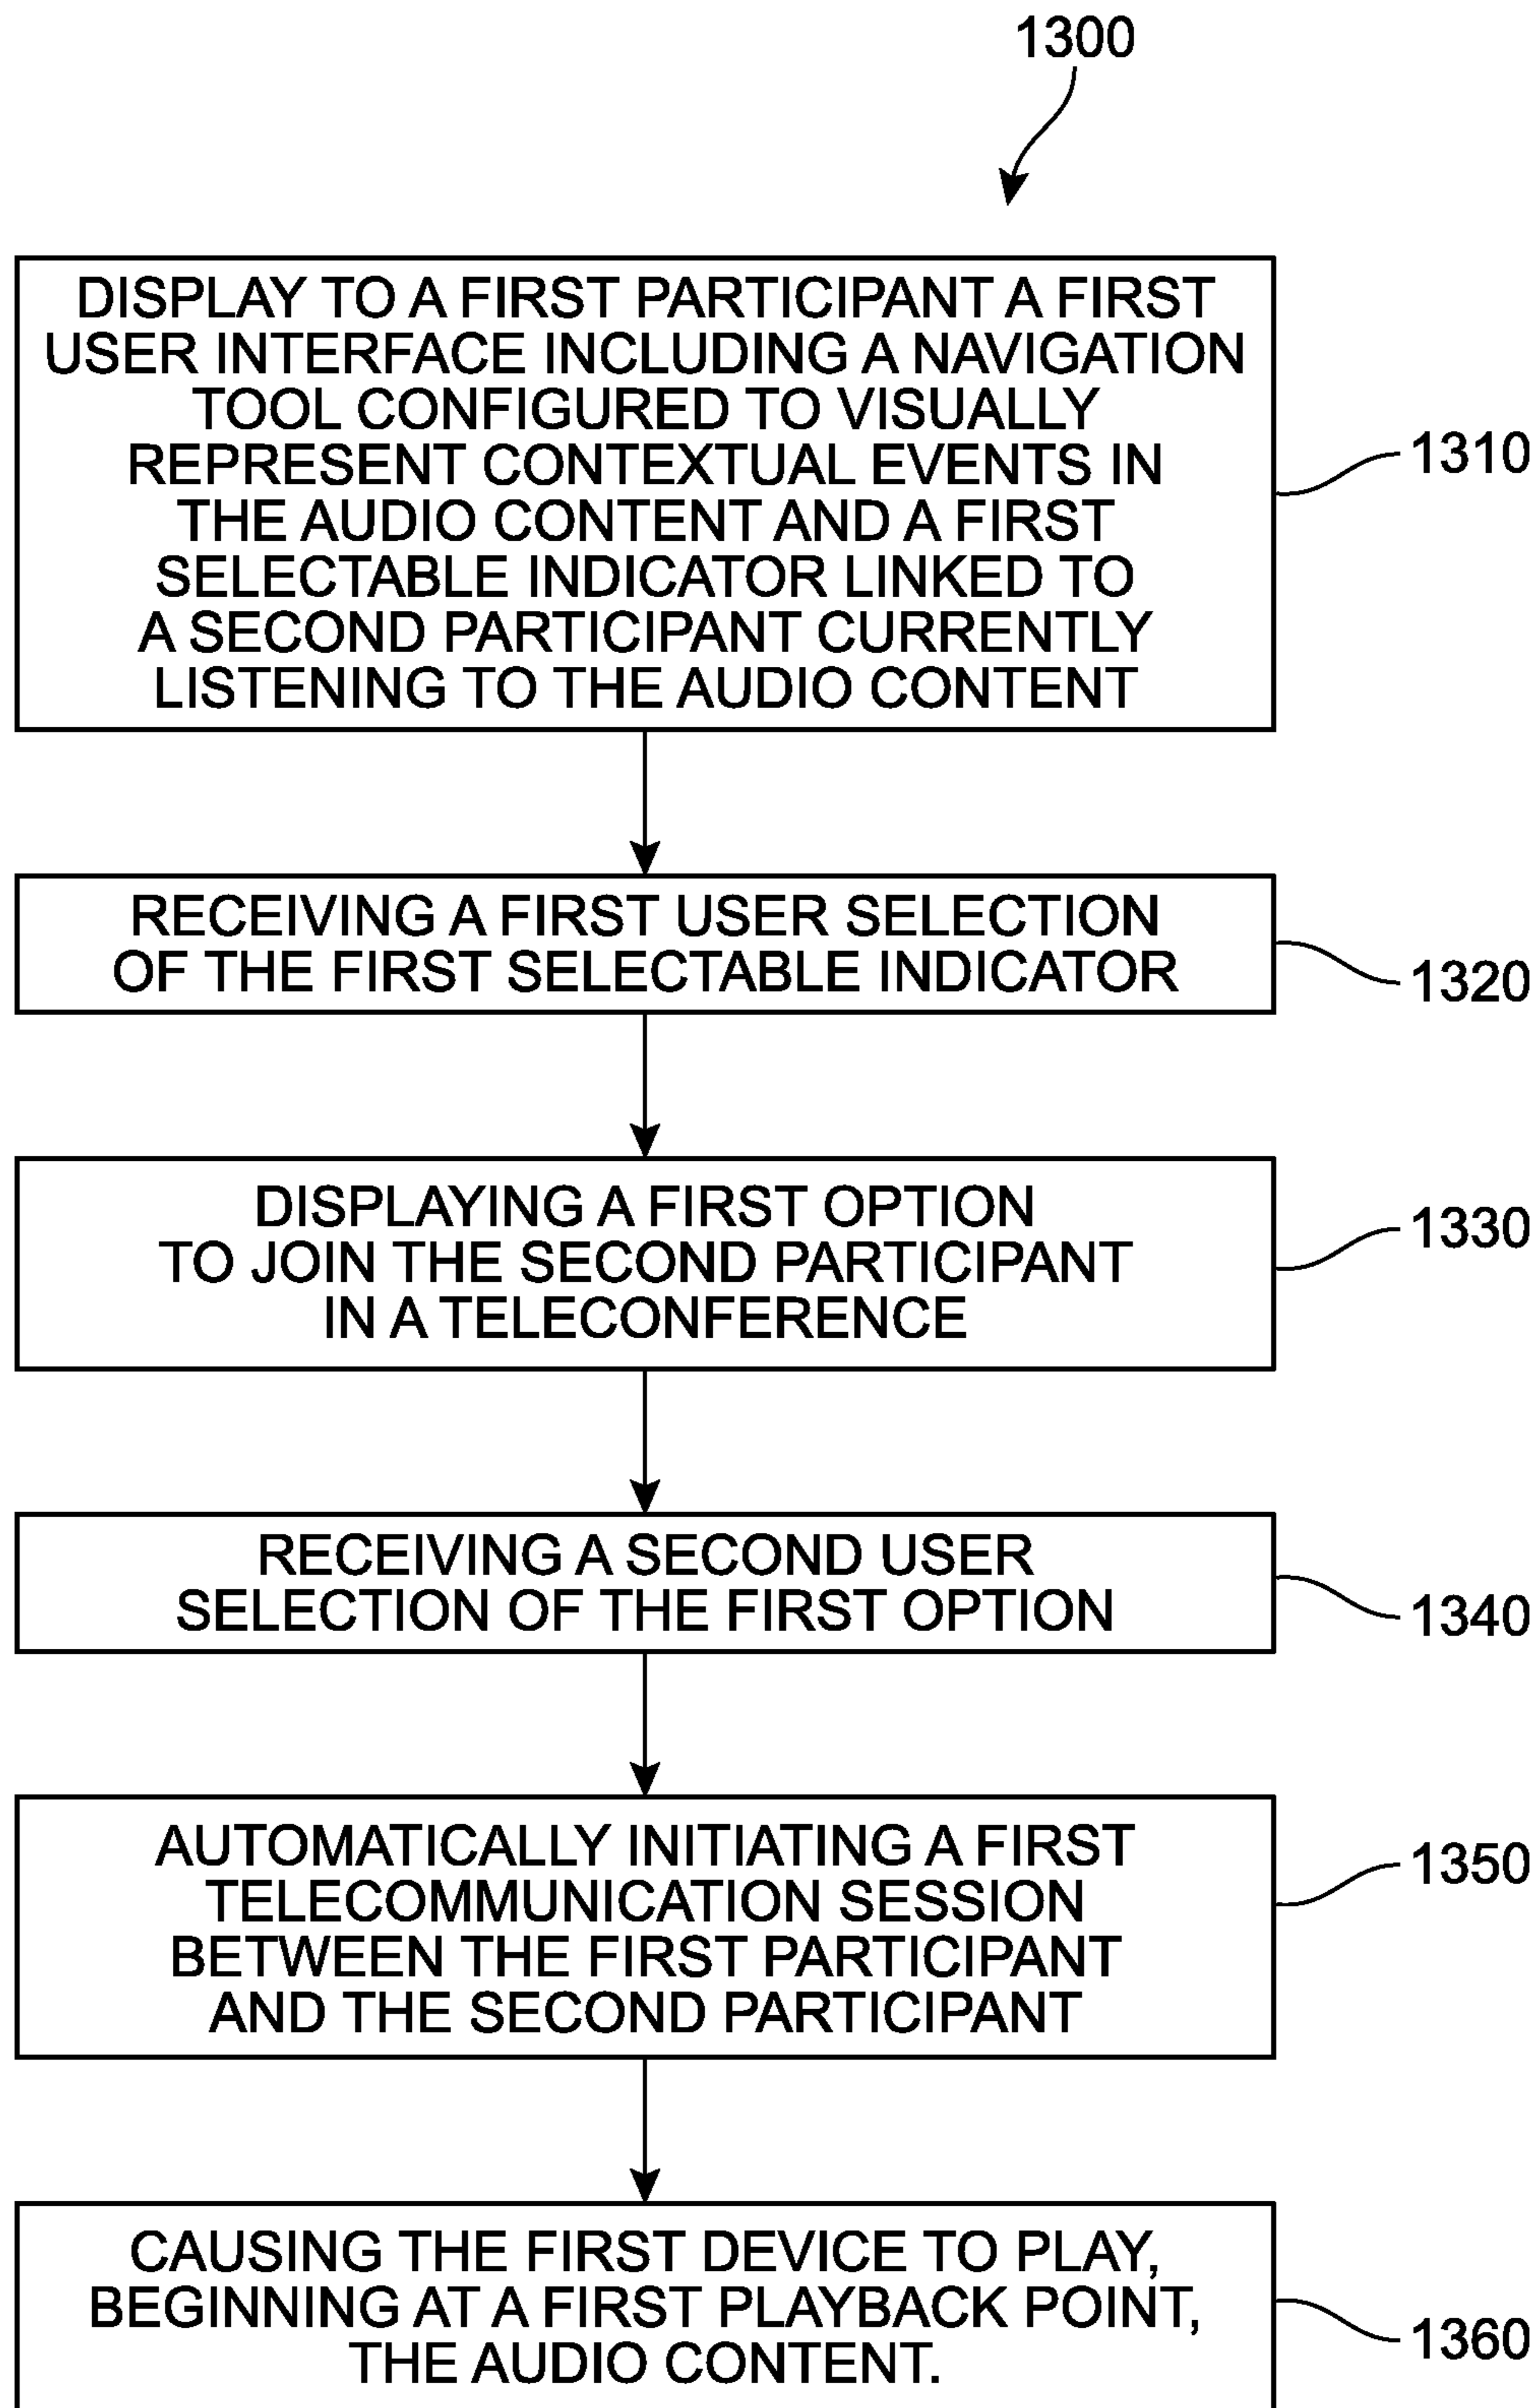 1300
DISPLAY TO A FIRST PARTICIPANT A FIRST
USER INTERFACE INCLUDING A NAVIGATION
TOOL CONFIGURED TO VISUALLY
REPRESENT CONTEXTUAL EVENTS IN
THE AUDIO CONTENT AND A FIRST
SELECTABLE INDICATOR LINKED TO
A SECOND PARTICIPANT CURRENTLY
LISTENING TO THE AUDIO CONTENT
1310
RECEIVING A FIRST USER SELECTION
OF THE FIRST SELECTABLE INDICATOR
1320
DISPLAYING A FIRST OPTION
TO JOIN THE SECOND PARTICIPANT
IN A TELECONFERENCE
1330
RECEIVING A SECOND USER
SELECTION OF THE FIRST OPTION
1340
AUTOMATICALLY INITIATING A FIRST
TELECOMMUNICATION SESSION
BETWEEN THE FIRST PARTICIPANT
AND THE SECOND PARTICIPANT
1350
CAUSING THE FIRST DEVICE TO PLAY,
BEGINNING AT A FIRST PLAYBACK POINT,
THE AUDIO CONTENT.
1360